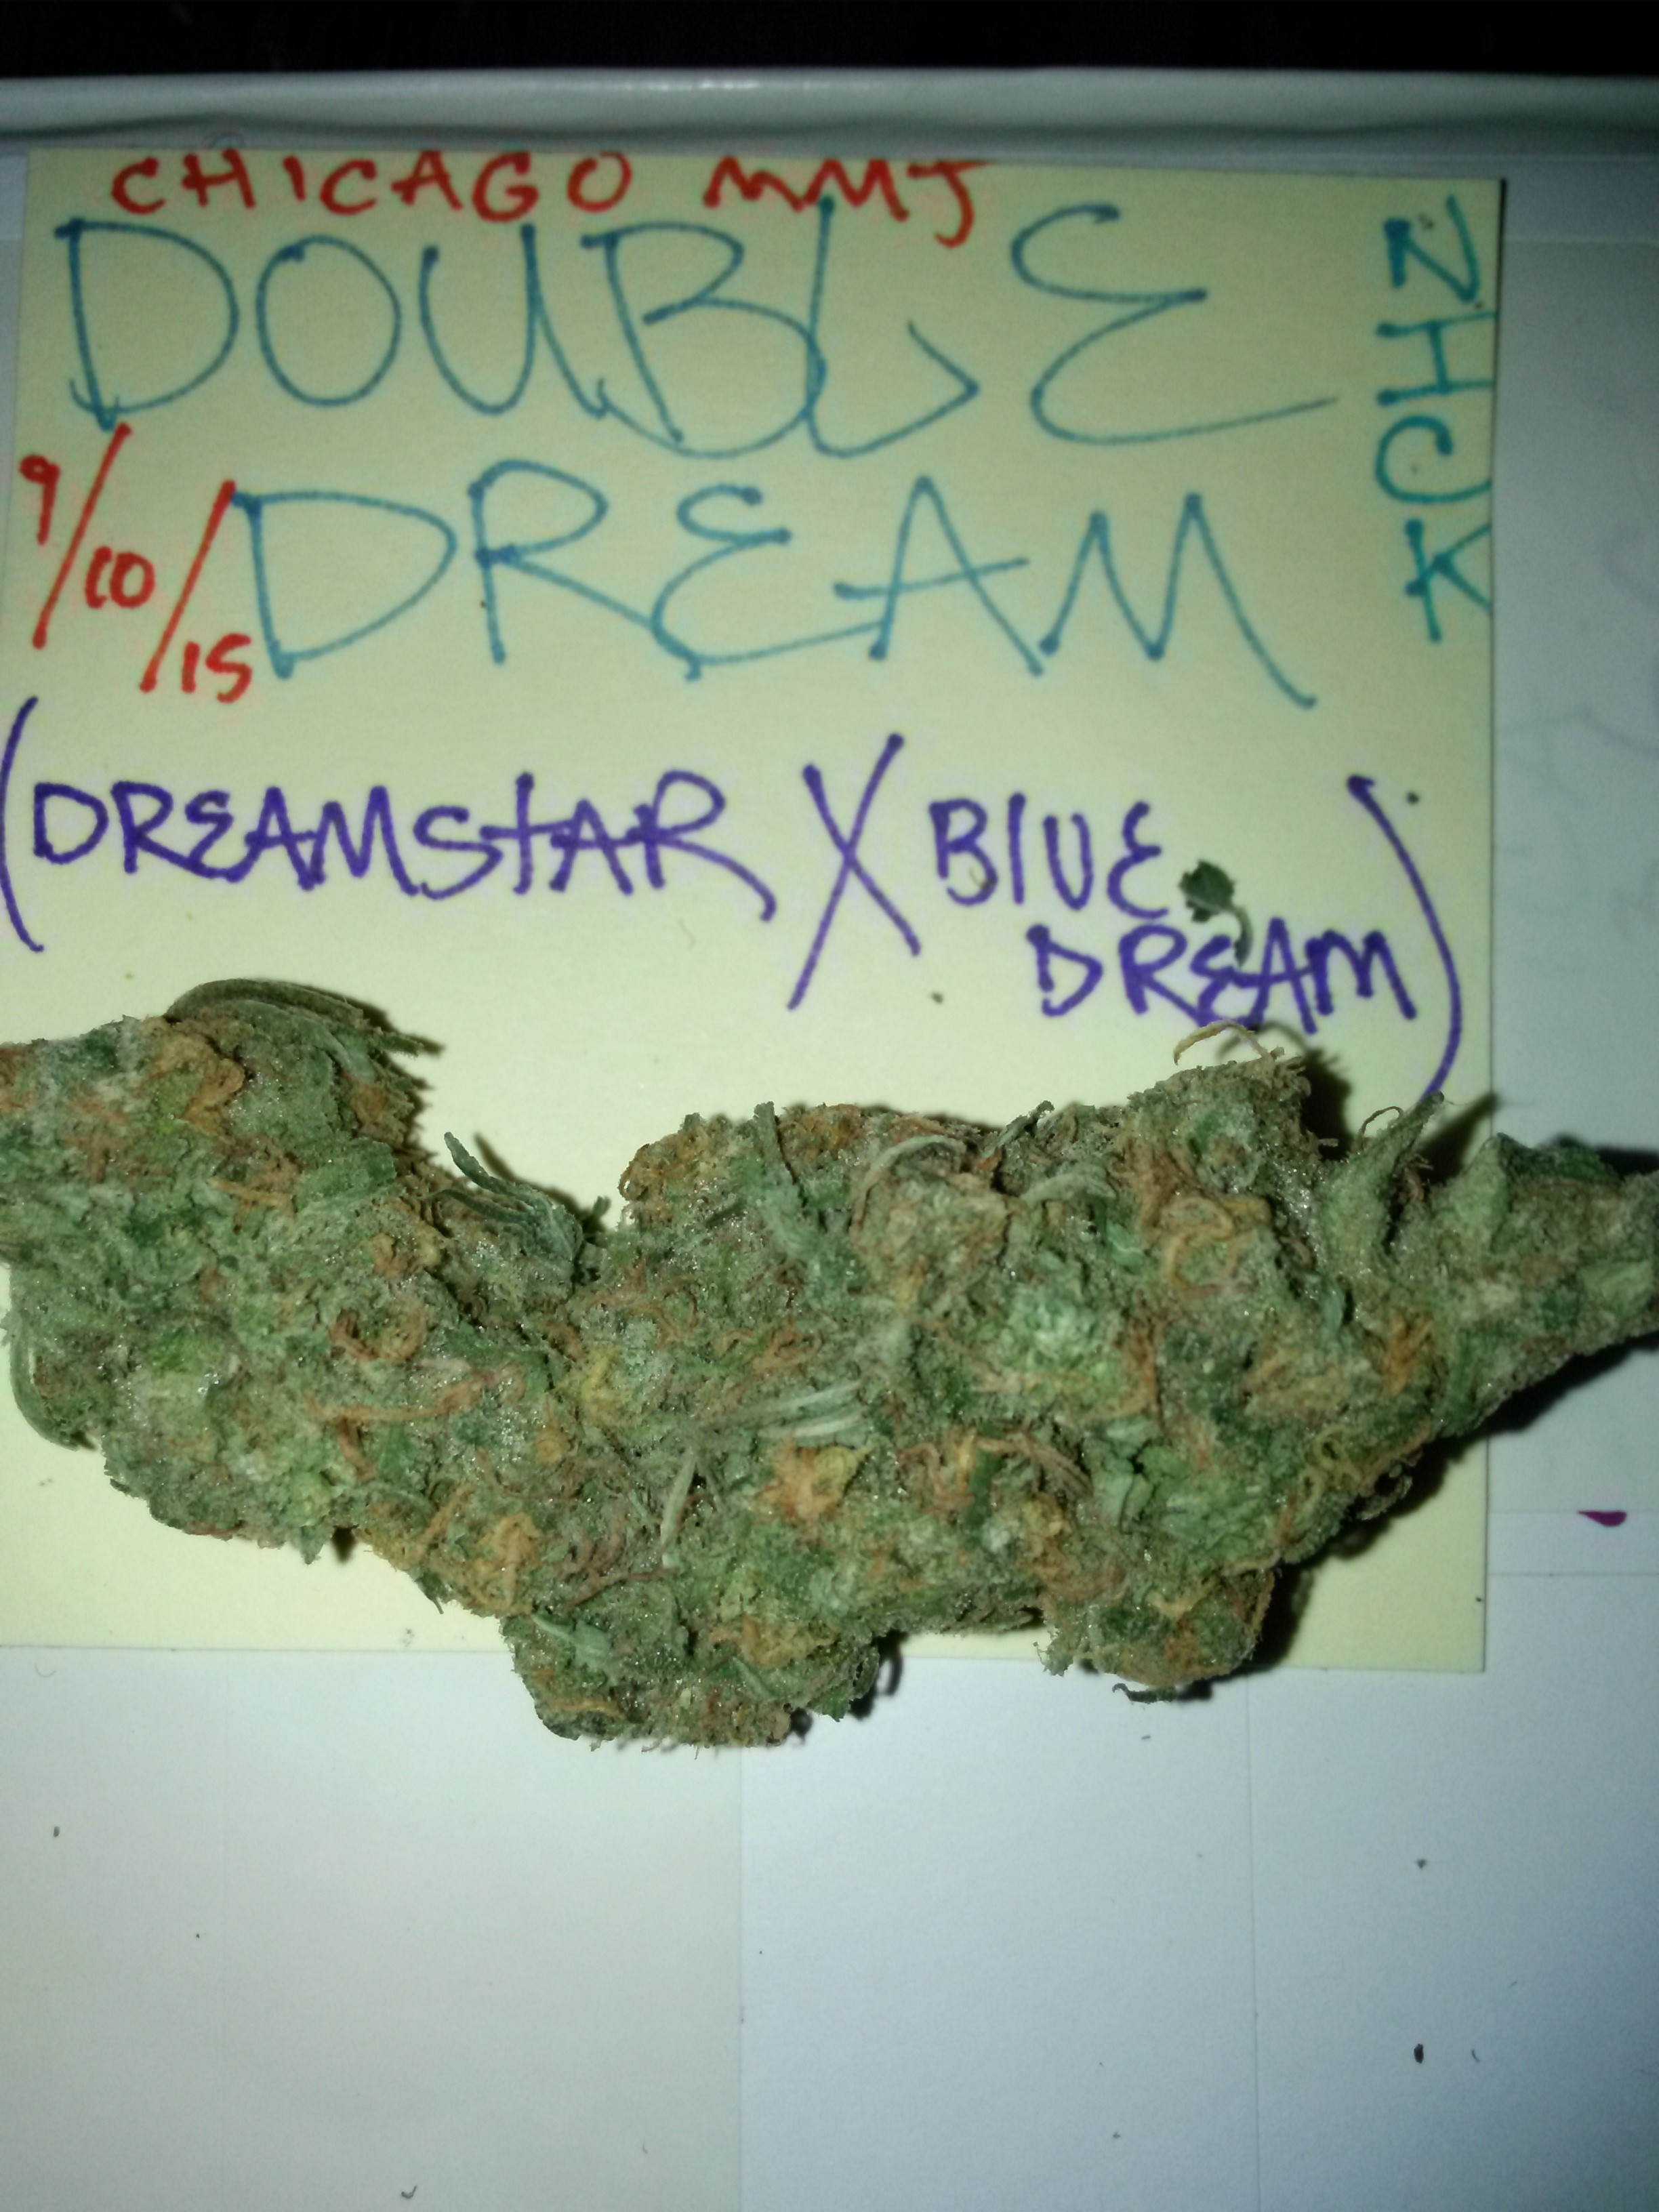 CHICAGO MMJ
DOUBLE
DREAM
9/10/15
NICK
(DREAMSTAR X BLUE
DREAM)